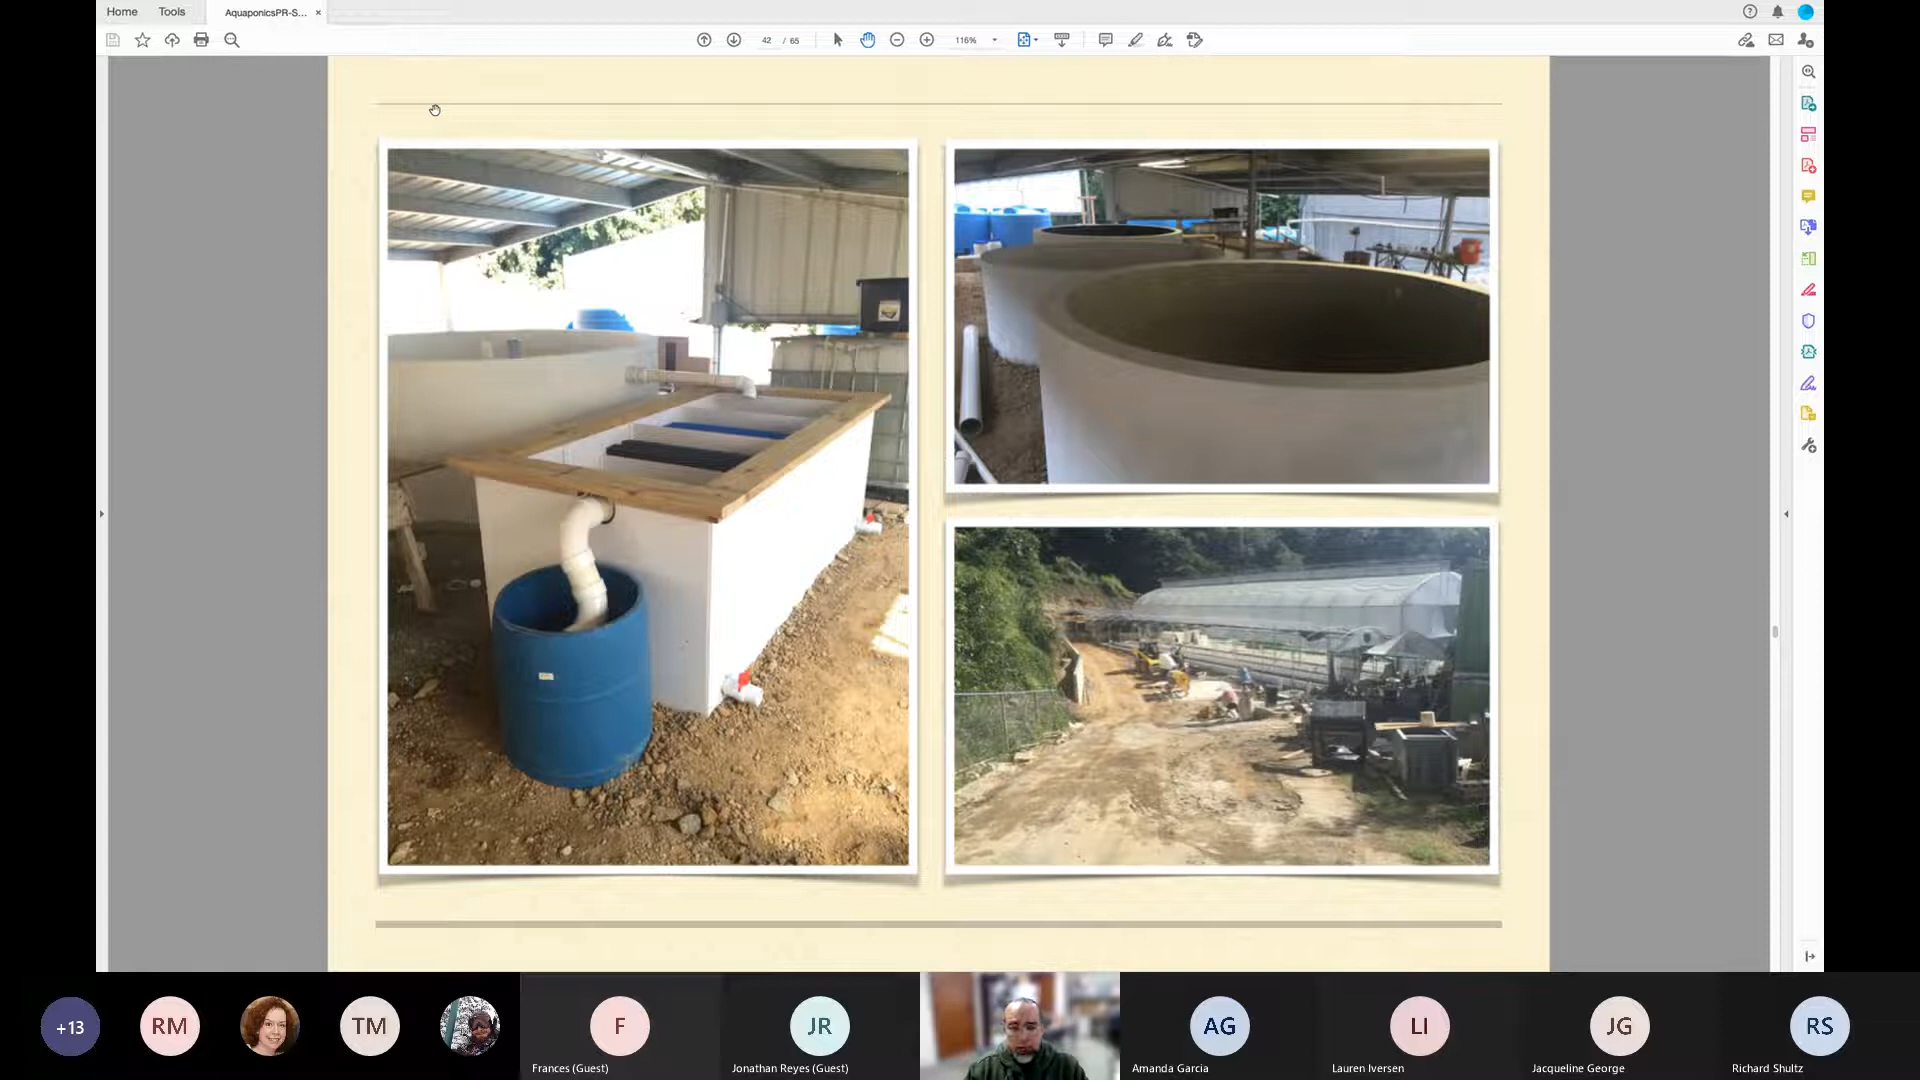 Home Tools AquaponicsPR-S... ×
42 / 65 116%
+13 RM TM F JR AG LI JG RS
Frances (Guest) Jonathan Reyes (Guest) Amanda Garcia Lauren Iversen Jacqueline George Richard Shultz